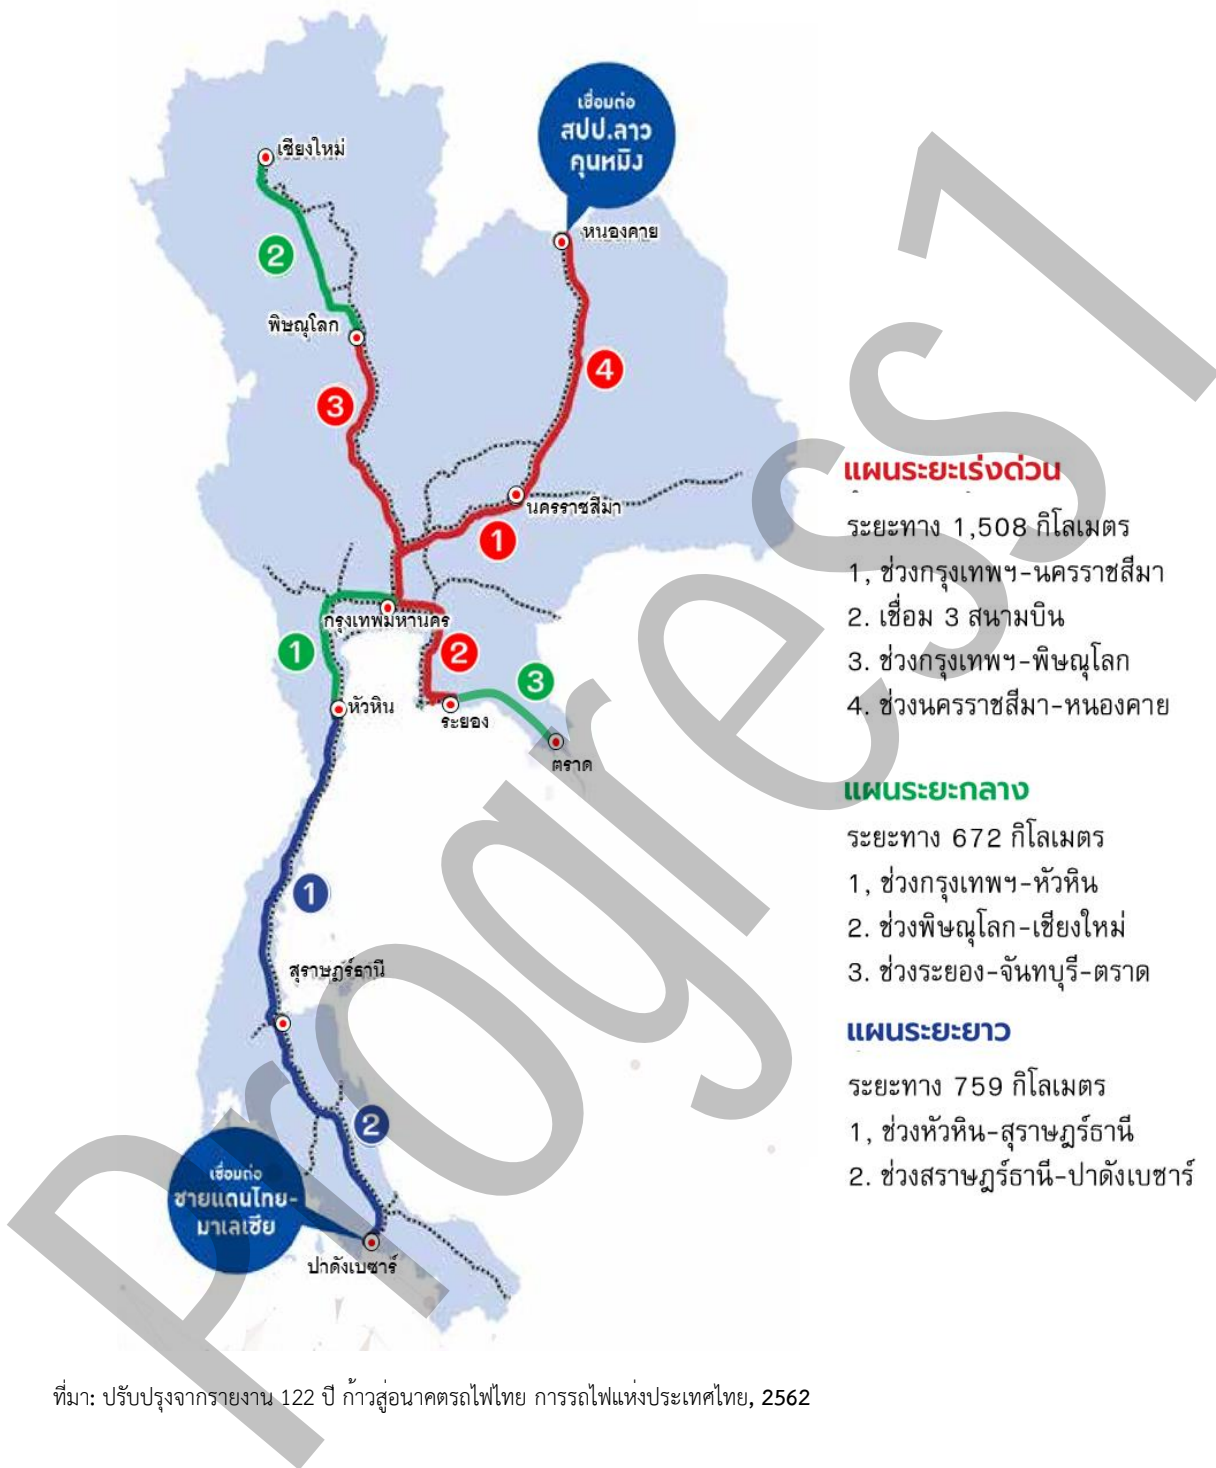 เชื่อมต่อ
สปป.ลาว
คุนหมิง
เชียงใหม่
หนองคาย
2
พิษณุโลก
4
3
นครราชสีมา
1
กรุงเทพมหานคร
1
2
3
หัวหิน
ระยอง
ตราด
1
สุราษฎร์ธานี
2
เชื่อมต่อ
ชายแดนไทย-
มาเลเซีย
ปาดังเบซาร์
แผนระยะเร่งด่วน
ระยะทาง 1,508 กิโลเมตร
1, ช่วงกรุงเทพฯ-นครราชสีมา
2. เชื่อม 3 สนามบิน
3. ช่วงกรุงเทพฯ-พิษณุโลก
4. ช่วงนครราชสีมา-หนองคาย
แผนระยะกลาง
ระยะทาง 672 กิโลเมตร
1, ช่วงกรุงเทพฯ-หัวหิน
2. ช่วงพิษณุโลก-เชียงใหม่
3. ช่วงระยอง-จันทบุรี-ตราด
แผนระยะยาว
ระยะทาง 759 กิโลเมตร
1, ช่วงหัวหิน-สุราษฎร์ธานี
2. ช่วงสราษฎร์ธานี-ปาดังเบซาร์
ที่มา: ปรับปรุงจากรายงาน 122 ปี ก้าวสู่อนาคตรถไฟไทย การรถไฟแห่งประเทศไทย, 2562
Progress 1